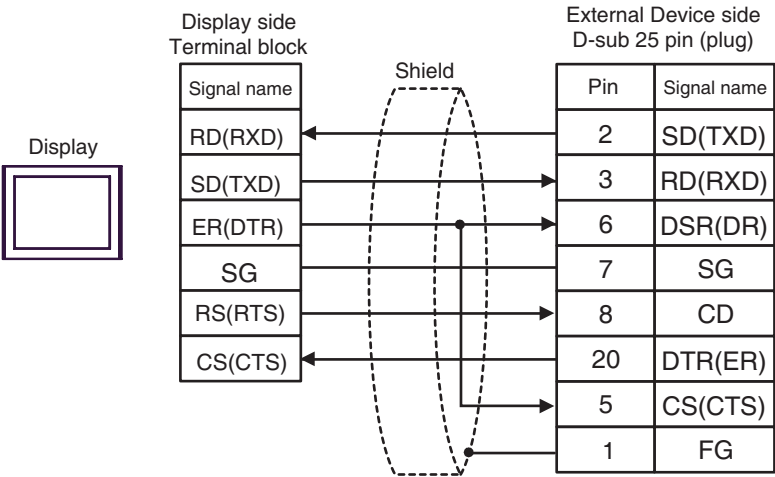 Display side
Terminal block
External Device side
D-sub 25 pin (plug)
Display
Shield
Signal name
Pin Signal name
RD(RXD) 2 SD(TXD)
SD(TXD) 3 RD(RXD)
ER(DTR) 6 DSR(DR)
SG 7 SG
RS(RTS) 8 CD
CS(CTS) 20 DTR(ER)
5 CS(CTS)
1 FG